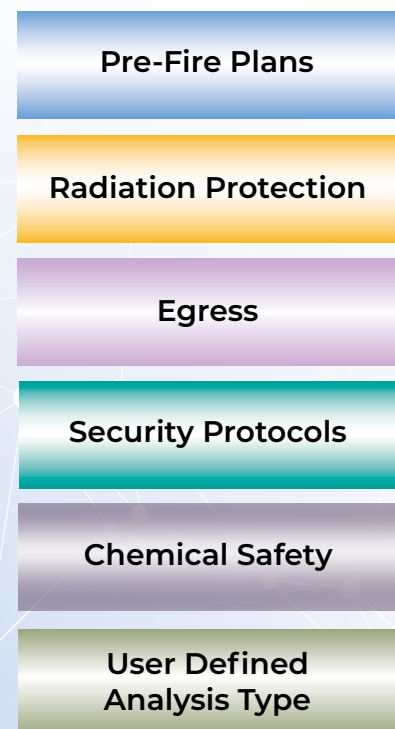 Pre-Fire Plans
Radiation Protection
Egress
Security Protocols
Chemical Safety
User Defined
Analysis Type